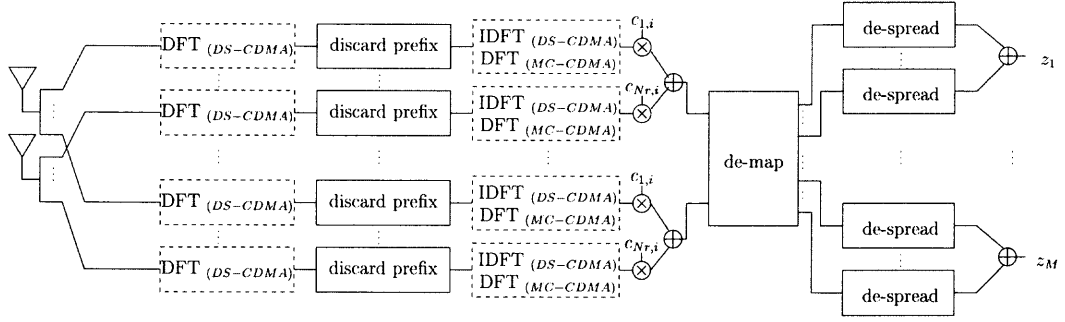 DFT (DS−CDMA)
discard prefix
IDFT (DS−CDMA)
DFT (MC−CDMA)
c1,i
DFT (DS−CDMA)
discard prefix
IDFT (DS−CDMA)
DFT (MC−CDMA)
cNr,i
DFT (DS−CDMA)
discard prefix
IDFT (DS−CDMA)
DFT (MC−CDMA)
c1,i
DFT (DS−CDMA)
discard prefix
IDFT (DS−CDMA)
DFT (MC−CDMA)
cNr,i
de-map
de-spread
de-spread
z1
de-spread
de-spread
zM